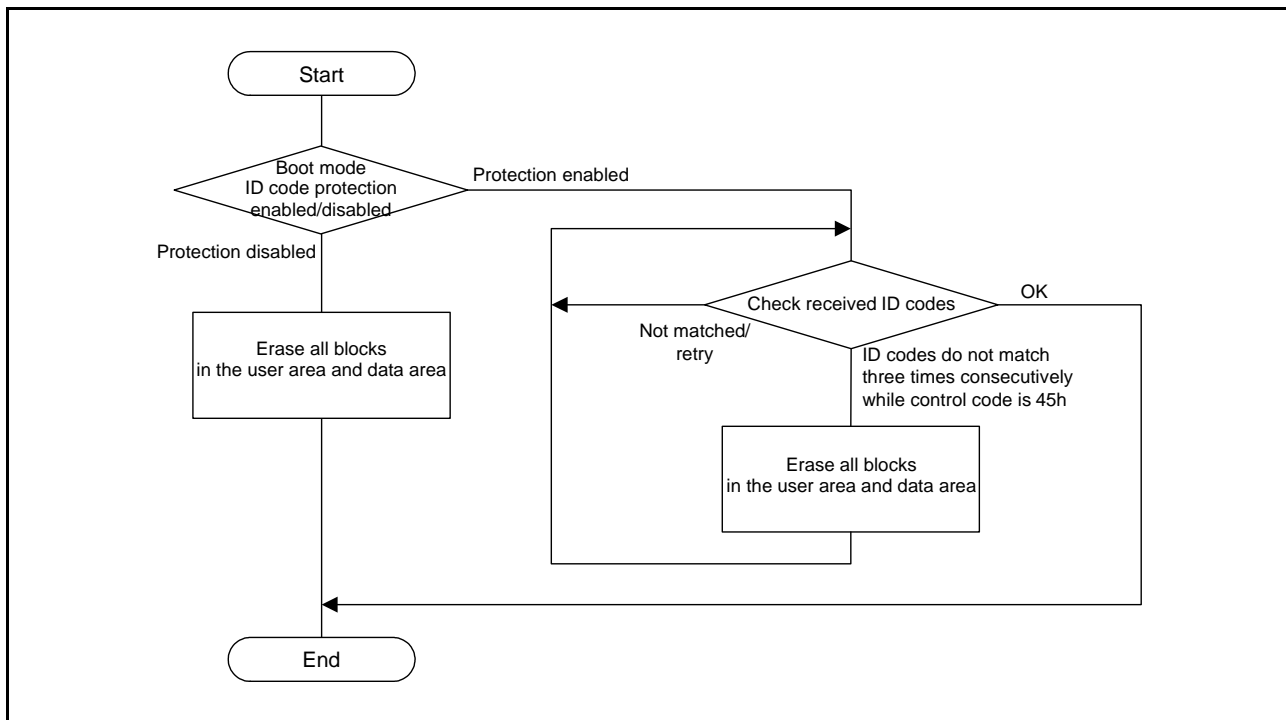 Start
Boot mode
ID code protection
enabled/disabled
Protection enabled
Protection disabled
Erase all blocks
in the user area and data area
Check received ID codes
OK
Not matched/
retry
ID codes do not match
three times consecutively
while control code is 45h
Erase all blocks
in the user area and data area
End